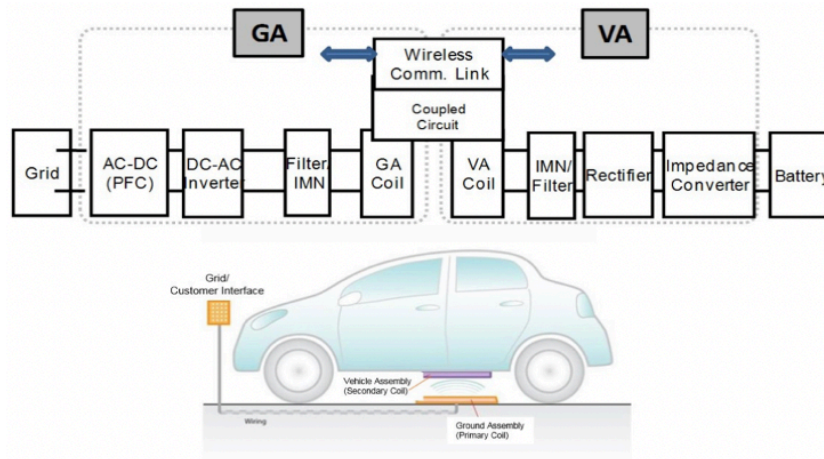 GA
VA
Wireless
Comm. Link
Coupled
Circuit
Grid
AC-DC
(PFC)
DC-AC
Inverter
Filter/
IMN
GA
Coil
VA
Coil
IMN/
Filter
Rectifier
Impedance
Converter
Battery
Grid/
Customer Interface
Vehicle Assembly
(Secondary Coil)
Wiring
Ground Assembly
(Primary Coil)